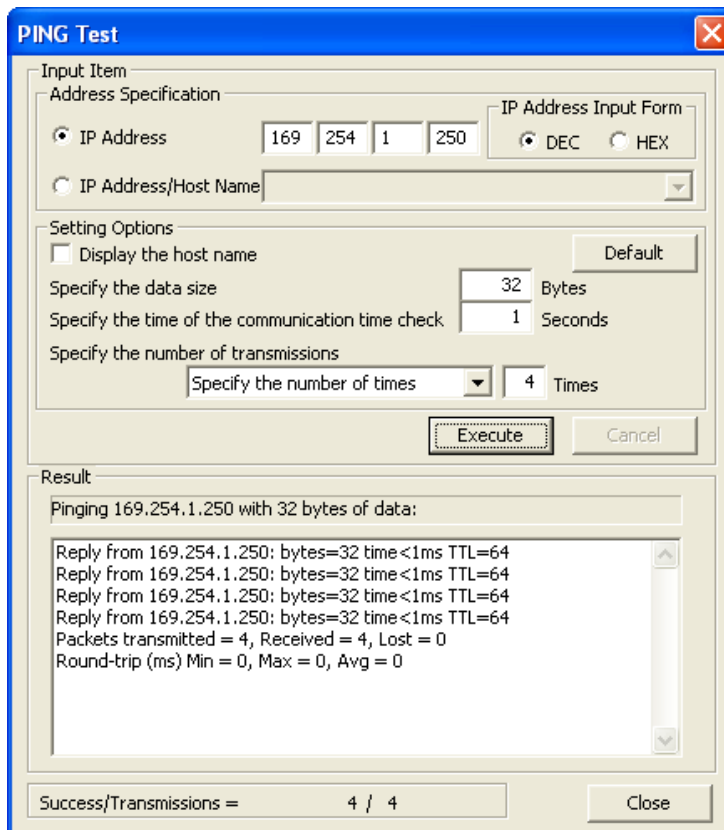 PING Test
Input Item
Address Specification
IP Address Input Form
IP Address 169 254 1 250 DEC HEX
IP Address/Host Name
Setting Options
Display the host name Default
Specify the data size 32 Bytes
Specify the time of the communication time check 1 Seconds
Specify the number of transmissions
Specify the number of times 4 Times
Execute Cancel
Result
Pinging 169.254.1.250 with 32 bytes of data:
Reply from 169.254.1.250: bytes=32 time<1ms TTL=64
Reply from 169.254.1.250: bytes=32 time<1ms TTL=64
Reply from 169.254.1.250: bytes=32 time<1ms TTL=64
Reply from 169.254.1.250: bytes=32 time<1ms TTL=64
Packets transmitted = 4, Received = 4, Lost = 0
Round-trip (ms) Min = 0, Max = 0, Avg = 0
Success/Transmissions = 4 / 4 Close